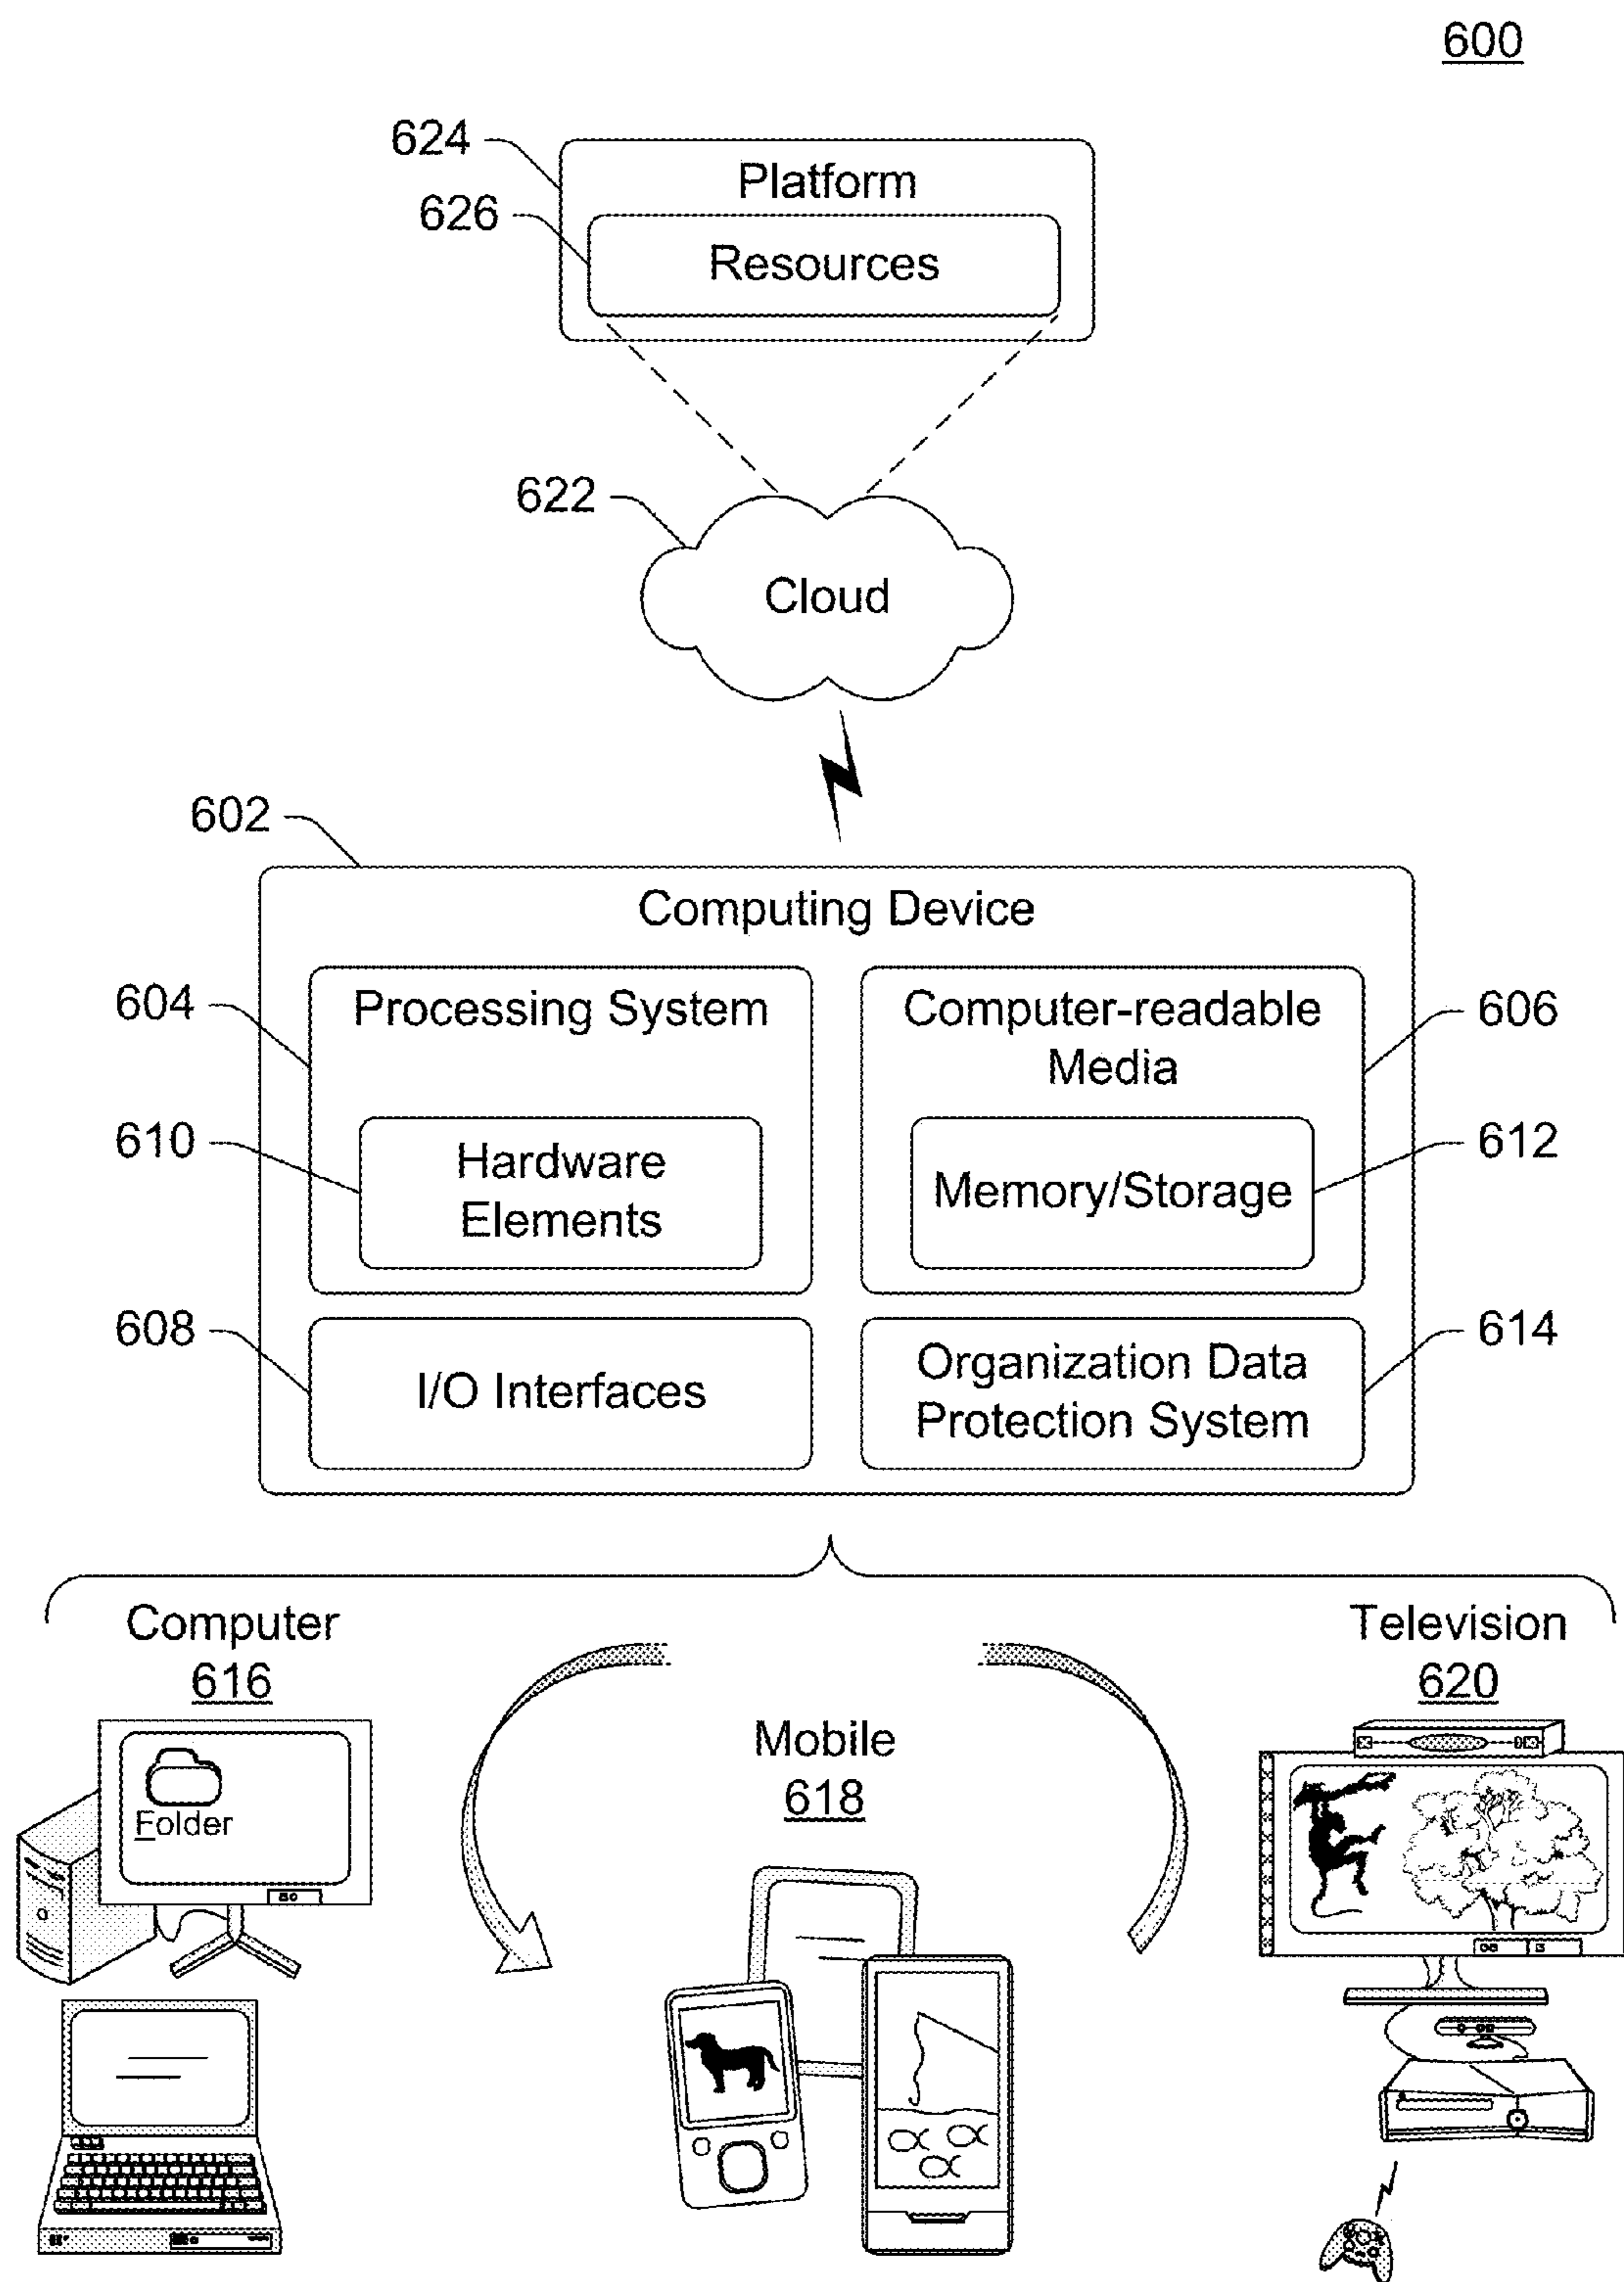 600
624
Platform
626
Resources
622
Cloud
602
Computing Device
604
Processing System
Computer-readable
Media
606
610
Hardware
Elements
Memory/Storage
612
608
I/O Interfaces
Organization Data
Protection System
614
Computer
616
Television
620
Mobile
618
Folder